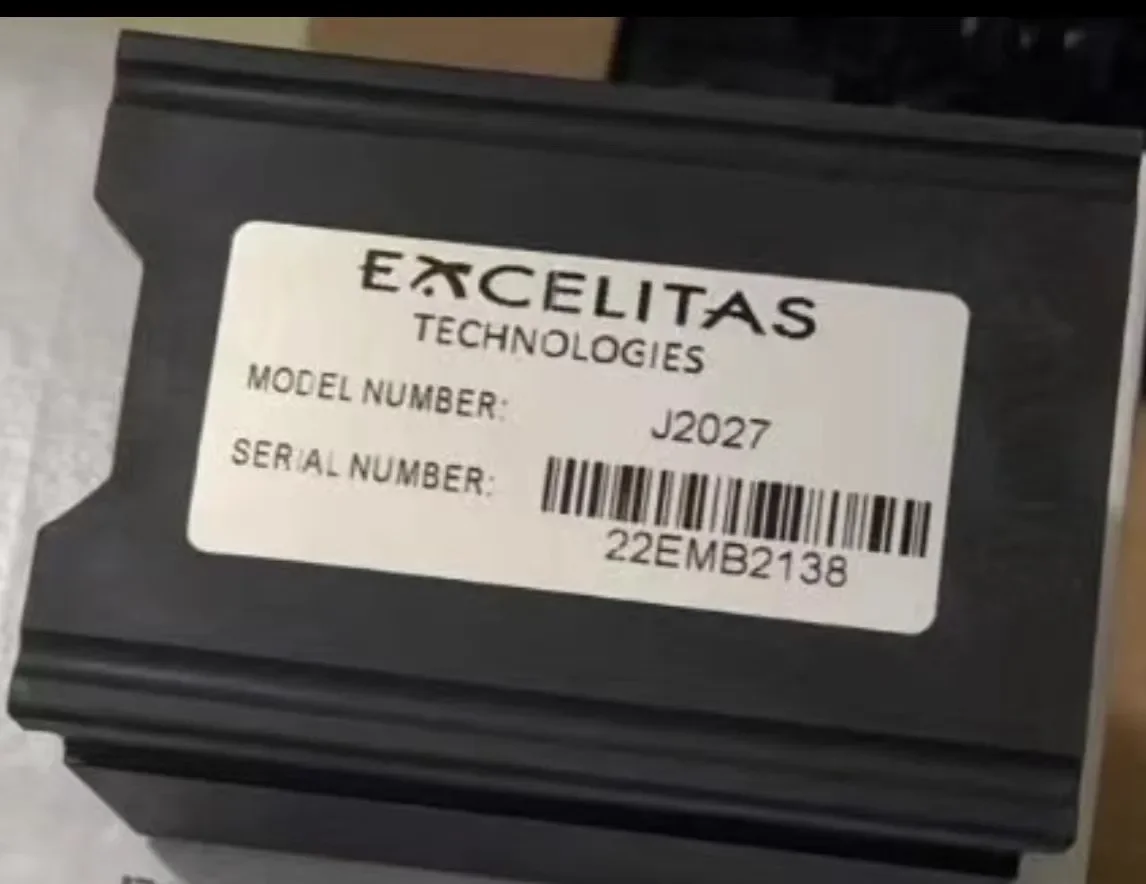 EXCELITAS
TECHNOLOGIES
MODEL NUMBER: J2027
SERIAL NUMBER:
22EMB2138